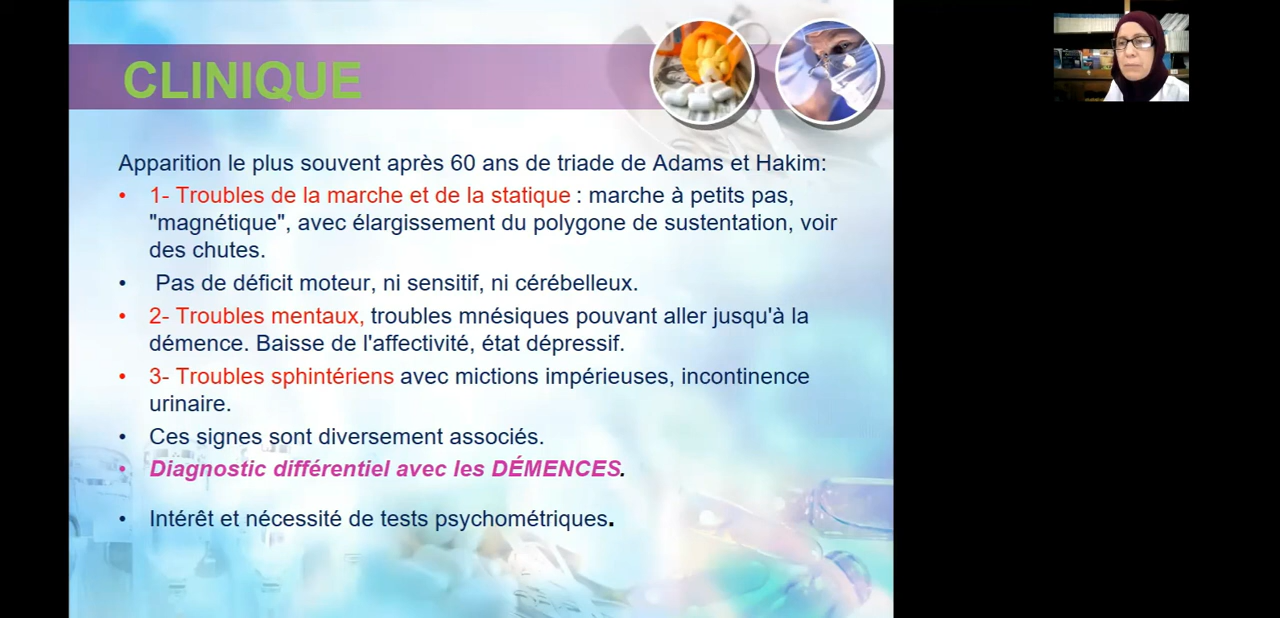 CLINIQUE
Apparition le plus souvent après 60 ans de triade de Adams et Hakim:
• 1- Troubles de la marche et de la statique : marche à petits pas,
"magnétique", avec élargissement du polygone de sustentation, voir
des chutes.
• Pas de déficit moteur, ni sensitif, ni cérébelleux.
• 2- Troubles mentaux, troubles mnésiques pouvant aller jusqu'à la
démence. Baisse de l'affectivité, état dépressif.
• 3- Troubles sphintériens avec mictions impérieuses, incontinence
urinaire.
• Ces signes sont diversement associés.
• Diagnostic différentiel avec les DÉMENCES.
• Intérêt et nécessité de tests psychométriques.